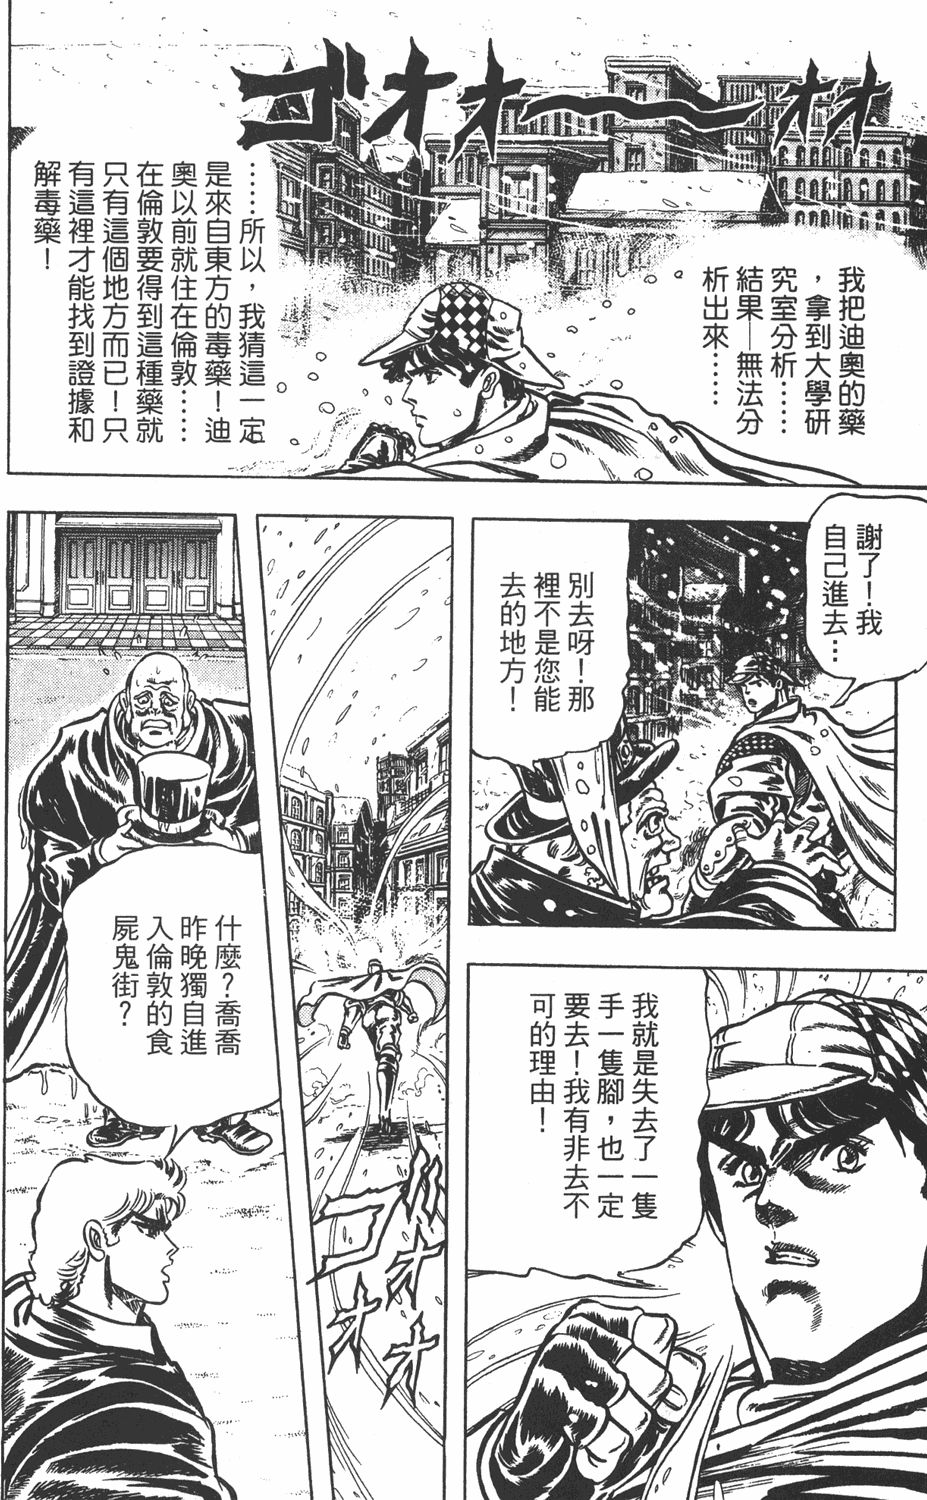 ゴオオ〜〜オオ
我把迪奧的藥
，拿到大學研
究室分析……
結果─無法分
析出來……
……所以，我猜這一定
是來自東方的毒藥！迪
奧以前就住在倫敦……
在倫敦要得到這種藥就
只有這個地方而已！只
有這裡才能找到證據和
解毒藥！
謝了！我
自己進去…
別去呀！那
裡不是您能
去的地方！
我就是失去了一隻
手一隻腳，也一定
要去！我有非去不
可的理由！
ゴオオ
ゴオオ
什麼？喬喬
昨晚獨自進
入倫敦的食
屍鬼街？